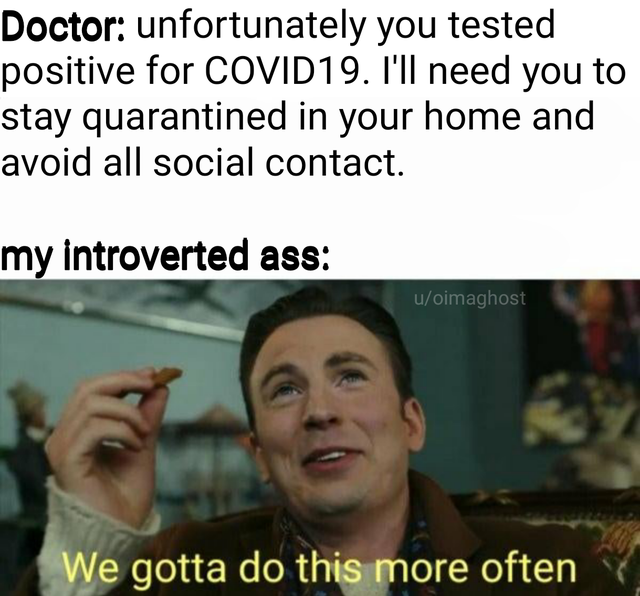 Doctor: unfortunately you tested
positive for COVID19. I'll need you to
stay quarantined in your home and
avoid all social contact.
my introverted ass:
u/oimaghost
We gotta do this more often